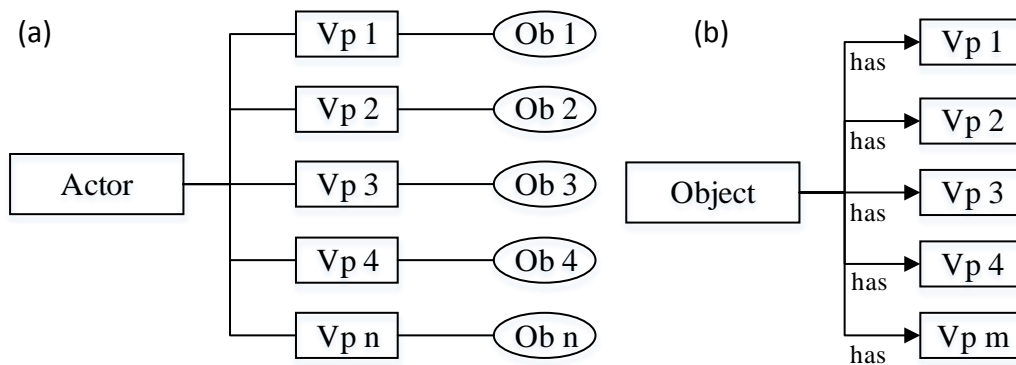 (a)
Actor
Vp 1
Ob 1
Vp 2
Ob 2
Vp 3
Ob 3
Vp 4
Ob 4
Vp n
Ob n
(b)
Object
has
Vp 1
has
Vp 2
has
Vp 3
has
Vp 4
has
Vp m